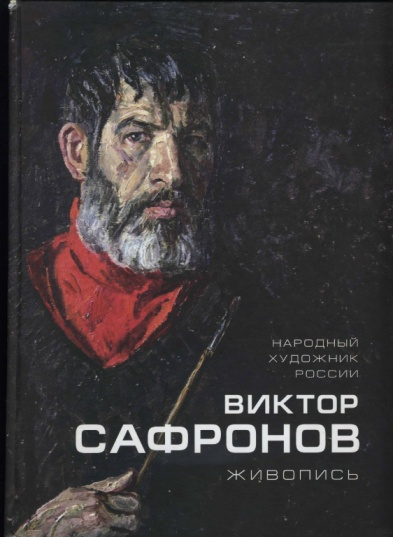 НАРОДНЫЙ
ХУДОЖНИК
РОССИИ
ВИКТОР
САФРОНОВ
ЖИВОПИСЬ